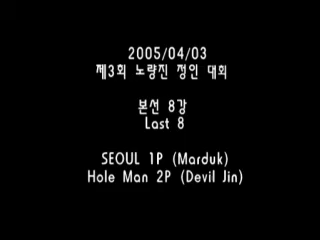 2005/04/03
제3회 노량진 정인 대회
본선 8강
Last 8
SEOUL 1P (Marduk)
Hole Man 2P (Devil Jin)